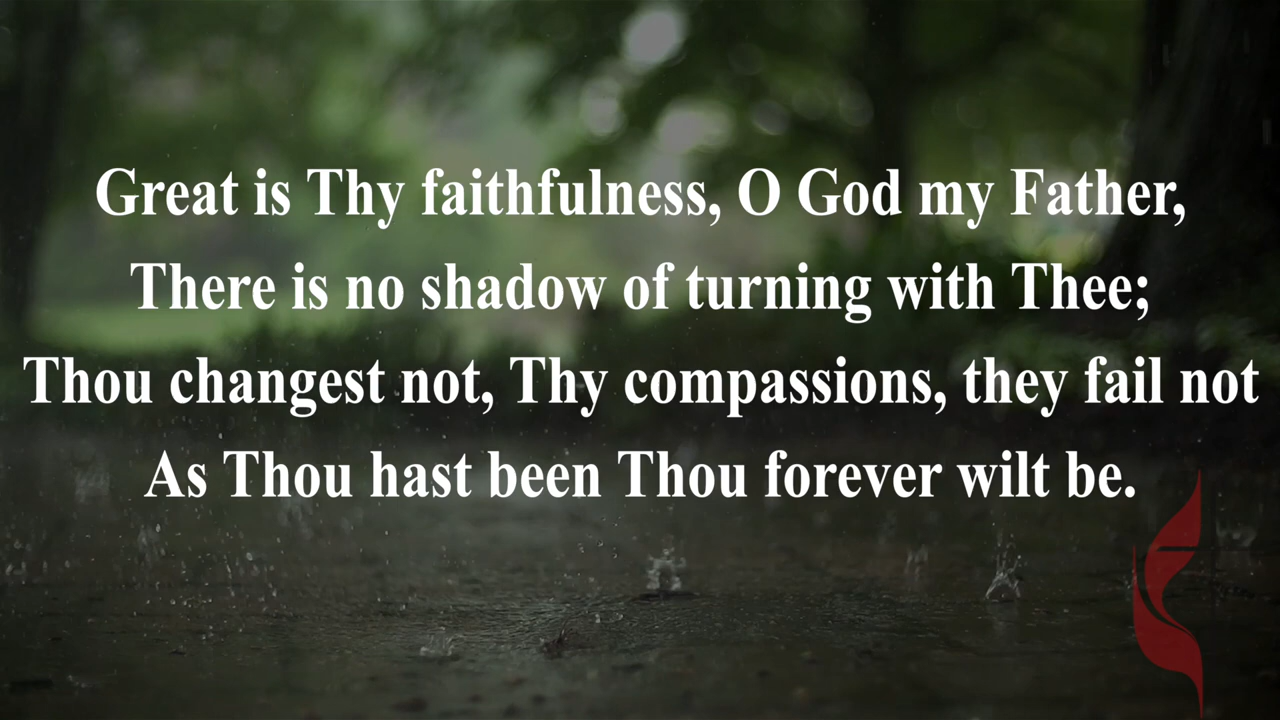 Great is Thy faithfulness, O God my Father,
There is no shadow of turning with Thee;
Thou changest not, Thy compassions, they fail not
As Thou hast been Thou forever wilt be.